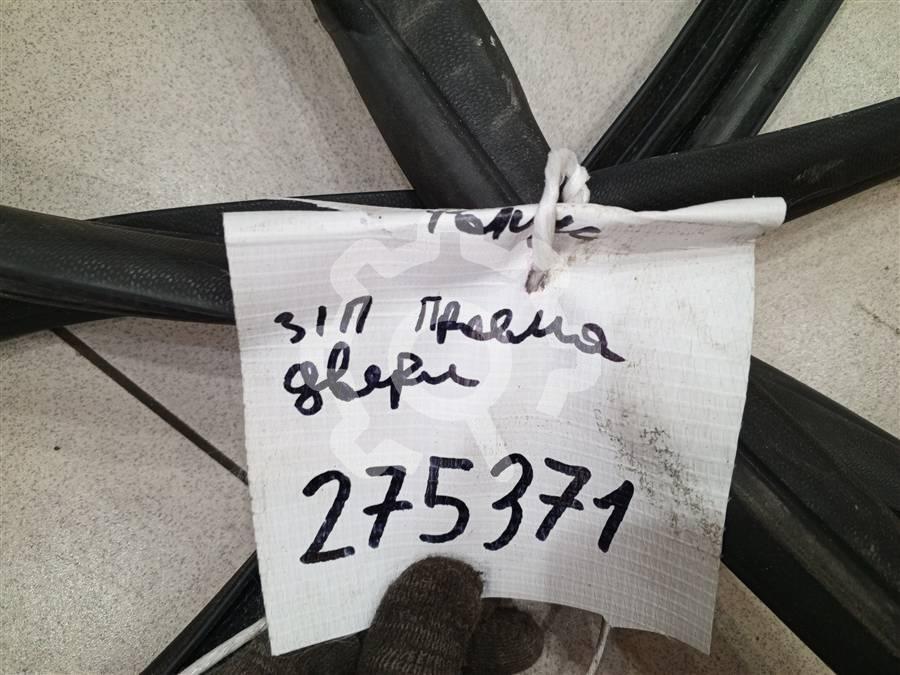 з/п правая
двери
275371